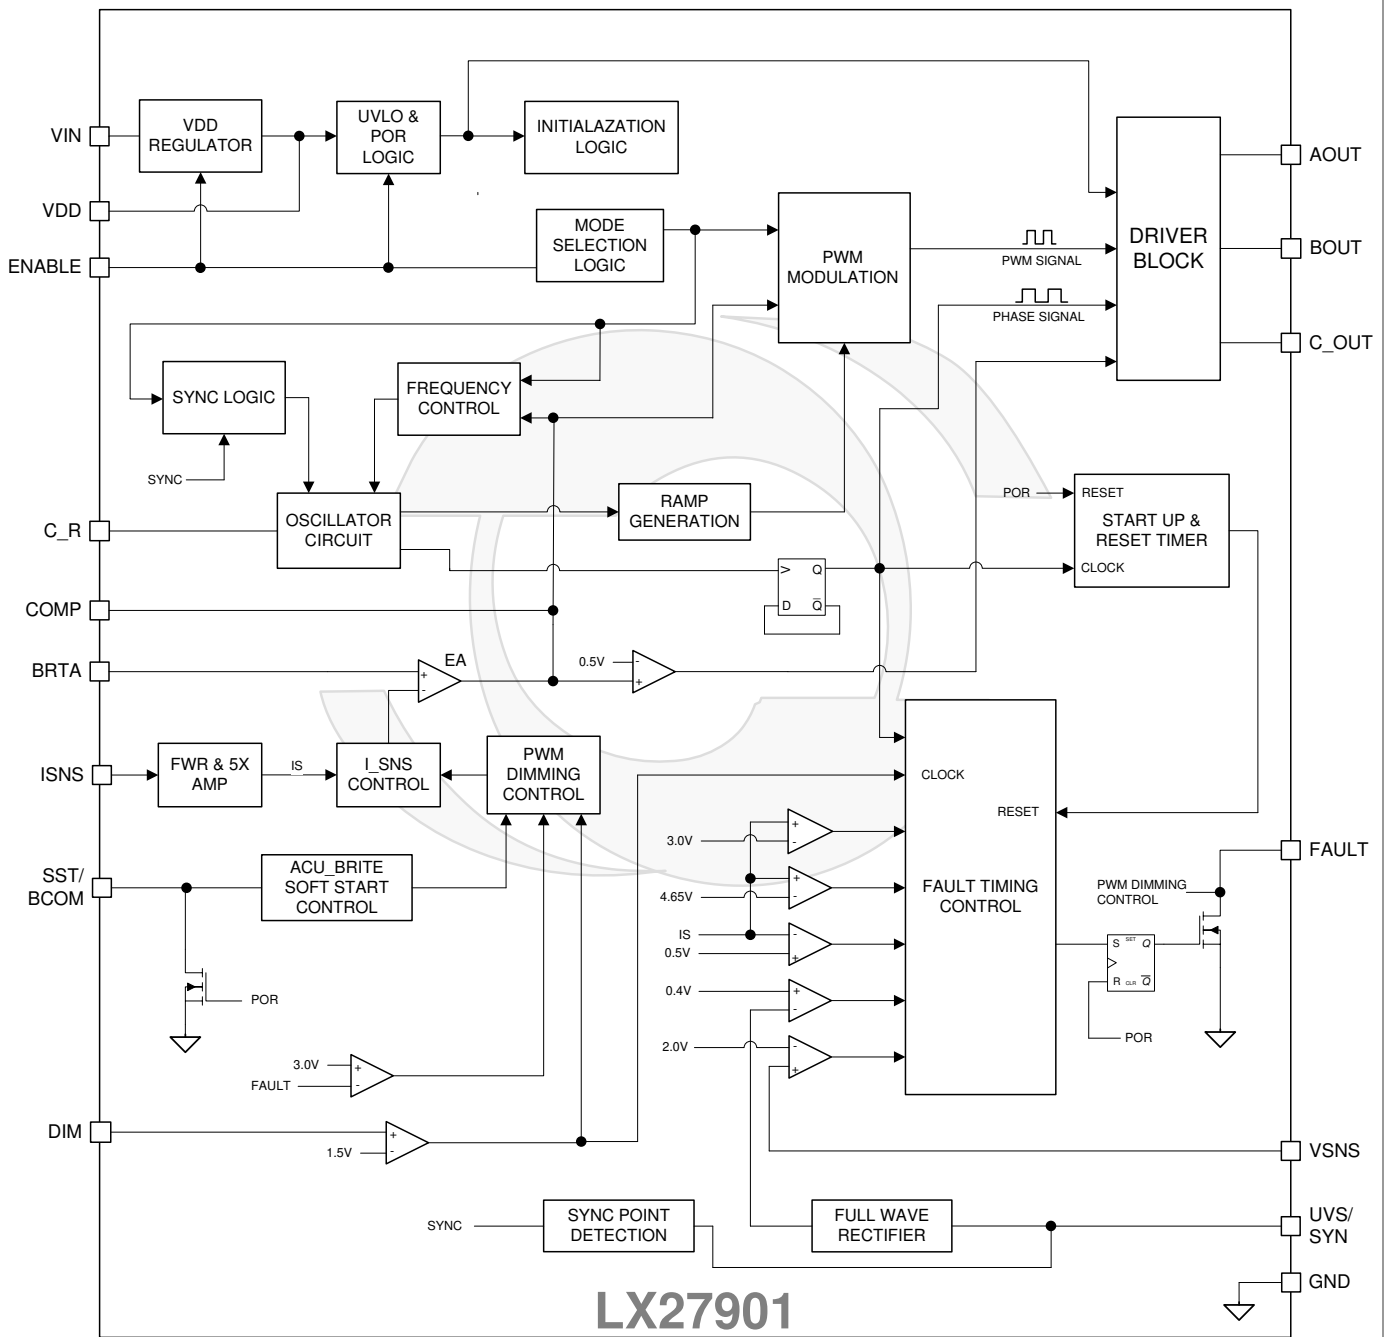 VIN
VDD
REGULATOR
UVLO &
POR
LOGIC
INITIALAZATION
LOGIC
VDD
ENABLE
MODE
SELECTION
LOGIC
PWM
MODULATION
PWM SIGNAL
PHASE SIGNAL
DRIVER
BLOCK
AOUT
BOUT
C_OUT
SYNC LOGIC
SYNC
FREQUENCY
CONTROL
C_R
OSCILLATOR
CIRCUIT
RAMP
GENERATION
POR
RESET
START UP &
RESET TIMER
CLOCK
> Q
D Q
COMP
BRTA
+
-
EA
0.5V
-
+
ISNS
FWR & 5X
AMP
IS
I_SNS
CONTROL
PWM
DIMMING
CONTROL
CLOCK
RESET
FAULT TIMING
CONTROL
3.0V
+
-
4.65V
+
-
IS
0.5V
-
+
0.4V
+
-
2.0V
-
+
SST/
BCOM
ACU_BRITE
SOFT START
CONTROL
POR
FAULT
PWM DIMMING
CONTROL
S SET Q
R CLR Q
POR
3.0V
FAULT
+
-
DIM
1.5V
+
-
VSNS
SYNC
SYNC POINT
DETECTION
FULL WAVE
RECTIFIER
UVS/
SYN
GND
LX27901